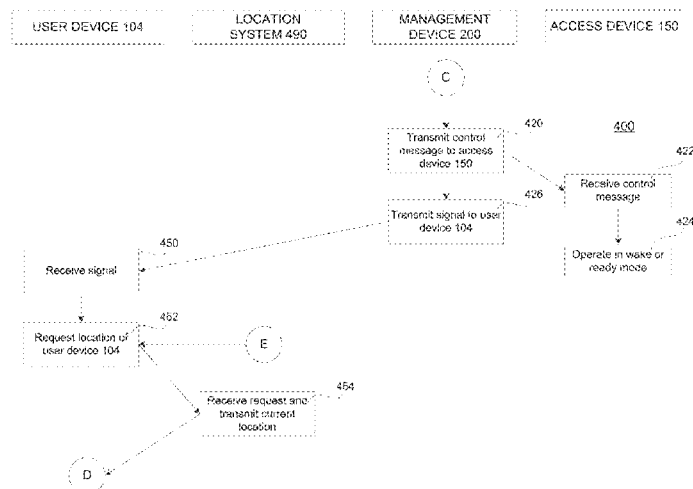 USER DEVICE 104
LOCATION
SYSTEM 490
MANAGEMENT
DEVICE 200
ACCESS DEVICE 150
C
420
Transmit control
message to access
device 150
400
422
Receive control
message
426
Transmit signal to user
device 104
424
Operate in wake or
ready mode
450
Receive signal
452
Request location of
user device 104
E
454
Receive request and
transmit current
location
D